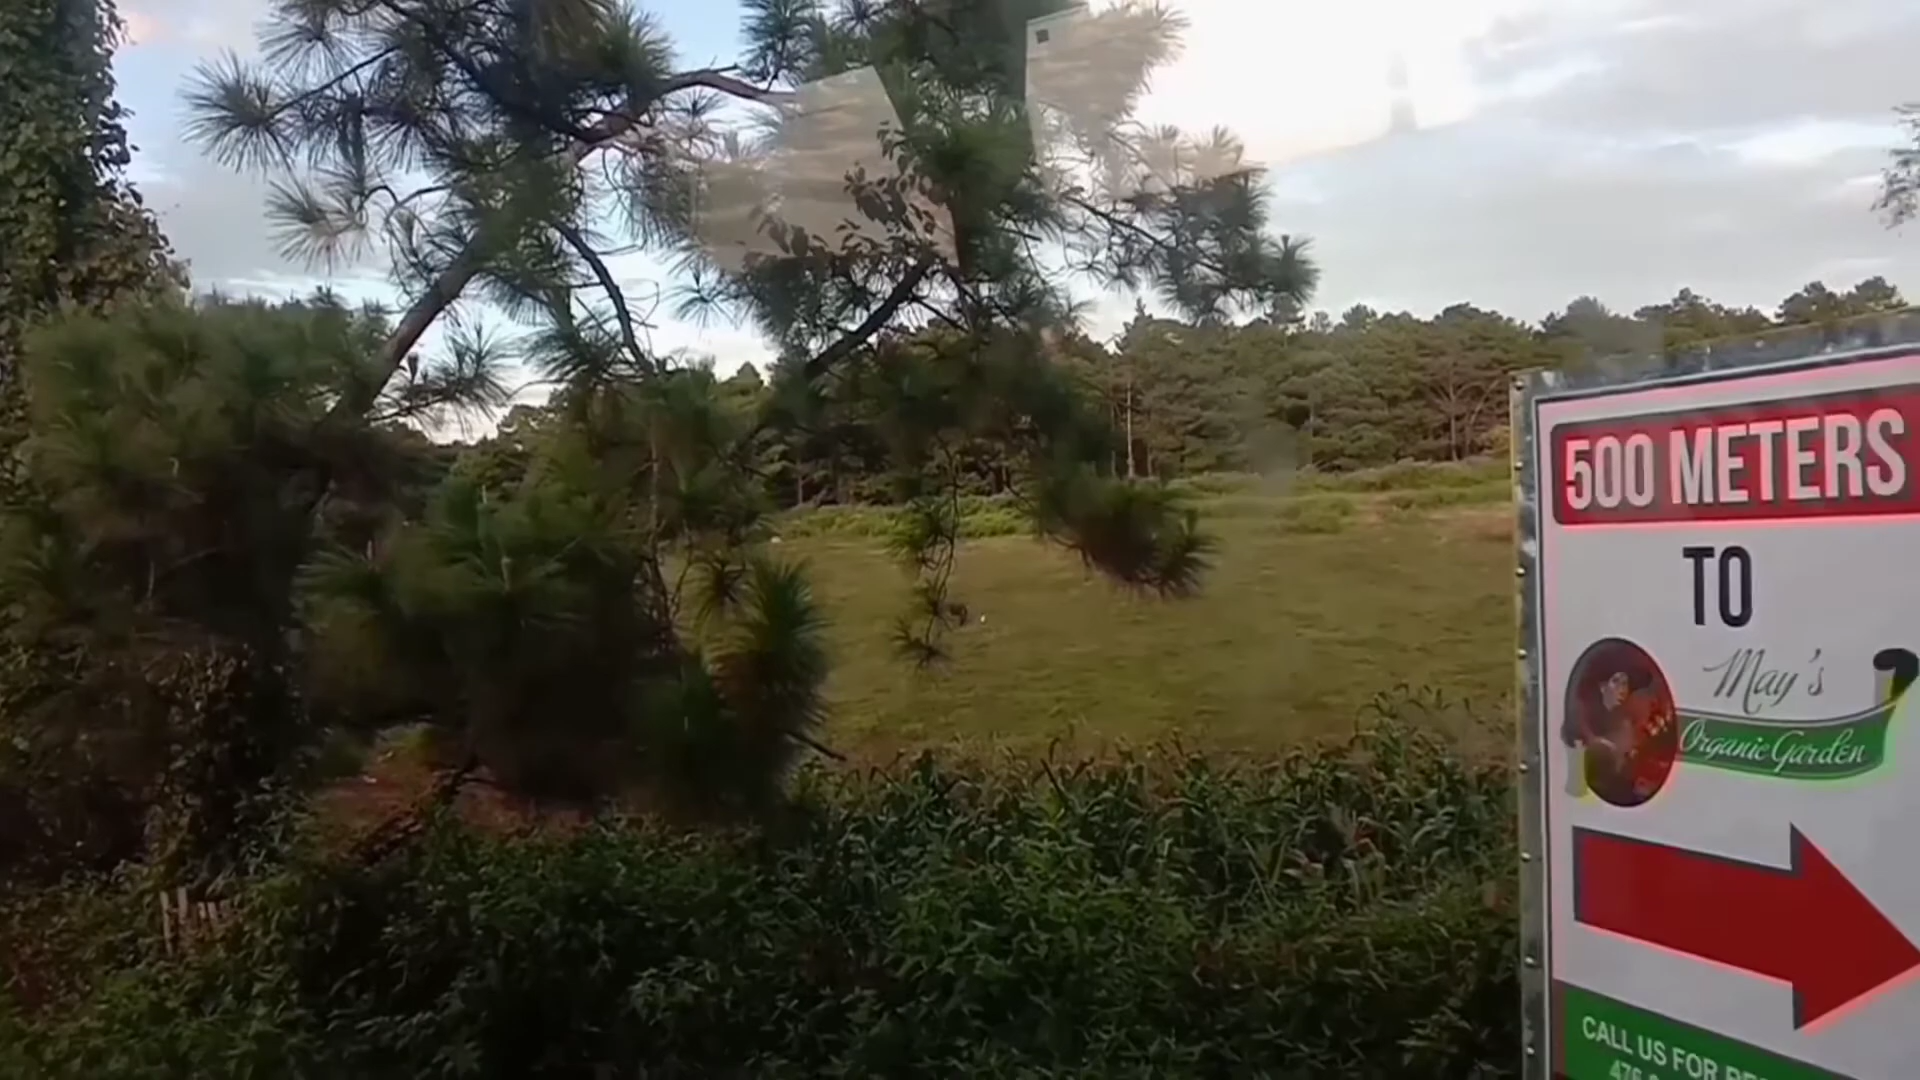 500 METERS
TO
May's
Organic Garden
CALL US FOR